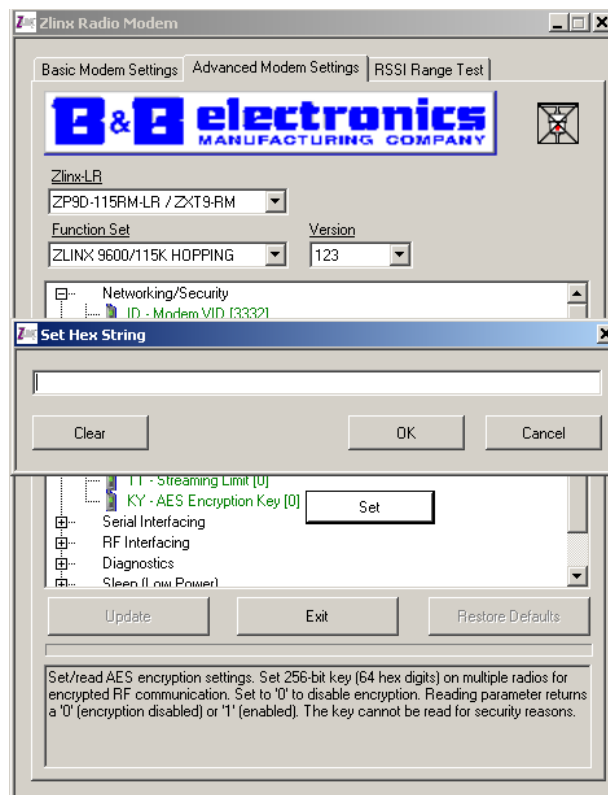 Zlinx Radio Modem
Basic Modem Settings Advanced Modem Settings RSSI Range Test
B&B electronics
MANUFACTURING COMPANY
Zlinx-LR
ZP9D-115RM-LR / ZXT9-RM
Function Set Version
ZLINX 9600/115K HOPPING 123
Networking/Security
ID - Modem VID [3332]
Set Hex String
Clear OK Cancel
TT - Streaming Limit [0]
KY - AES Encryption Key [0] Set
Serial Interfacing
RF Interfacing
Diagnostics
Sleep (Low Power)
Update Exit Restore Defaults
Set/read AES encryption settings. Set 256-bit key (64 hex digits) on multiple radios for
encrypted RF communication. Set to '0' to disable encryption. Reading parameter returns
a '0' (encryption disabled) or '1' (enabled). The key cannot be read for security reasons.